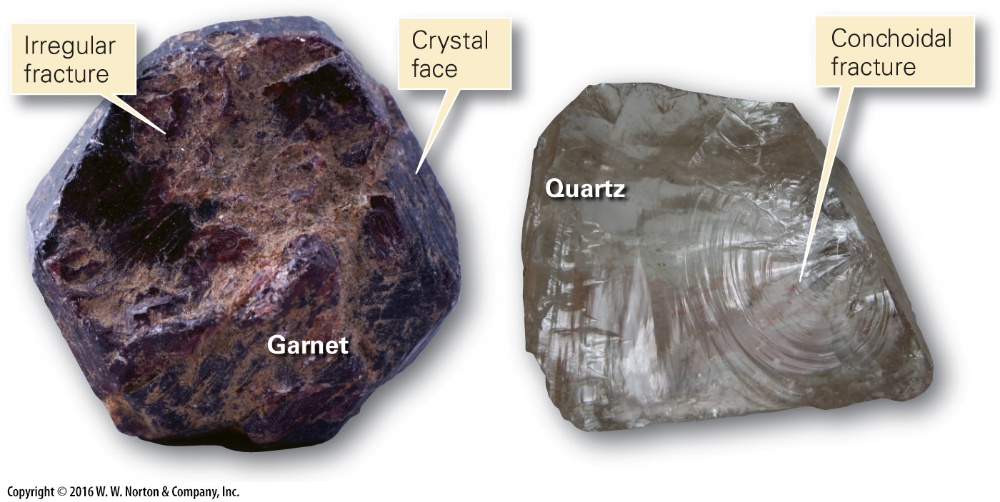 Irregular
fracture
Crystal
face
Conchoidal
fracture
Quartz
Garnet
Copyright © 2016 W. W. Norton & Company, Inc.